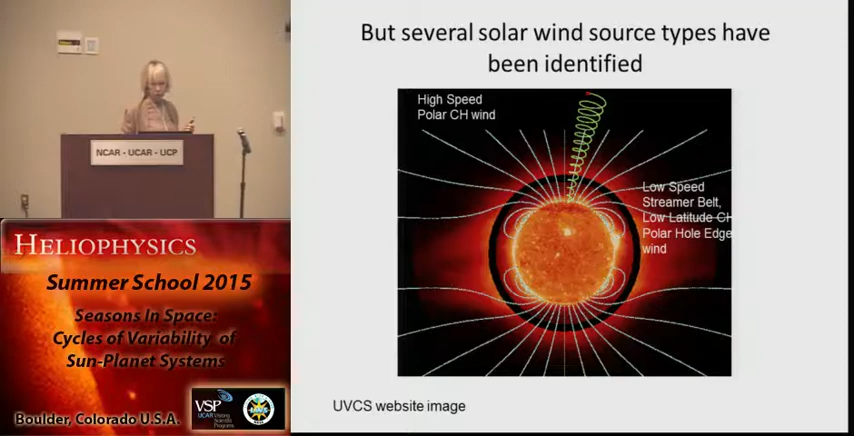 But several solar wind source types have
been identified
High Speed
Polar CH wind
Low Speed
Streamer Belt,
Low Latitude CH
Polar Hole Edge
wind
UVCS website image
NCAR - UCAR - UCP
HELIOPHYSICS
Summer School 2015
Seasons In Space:
Cycles of Variability of
Sun-Planet Systems
Boulder, Colorado U.S.A.
VSP
UCAR Visiting
Scientist
Programs